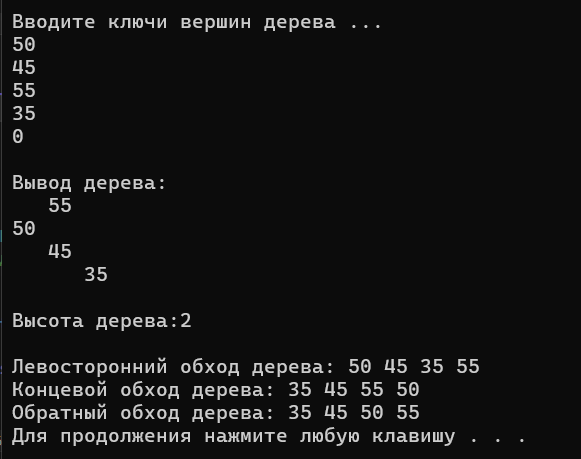 Вводите ключи вершин дерева ...
50
45
55
35
0
Вывод дерева:
55
50
45
35
Высота дерева:2
Левосторонний обход дерева: 50 45 35 55
Концевой обход дерева: 35 45 55 50
Обратный обход дерева: 35 45 50 55
Для продолжения нажмите любую клавишу . . .